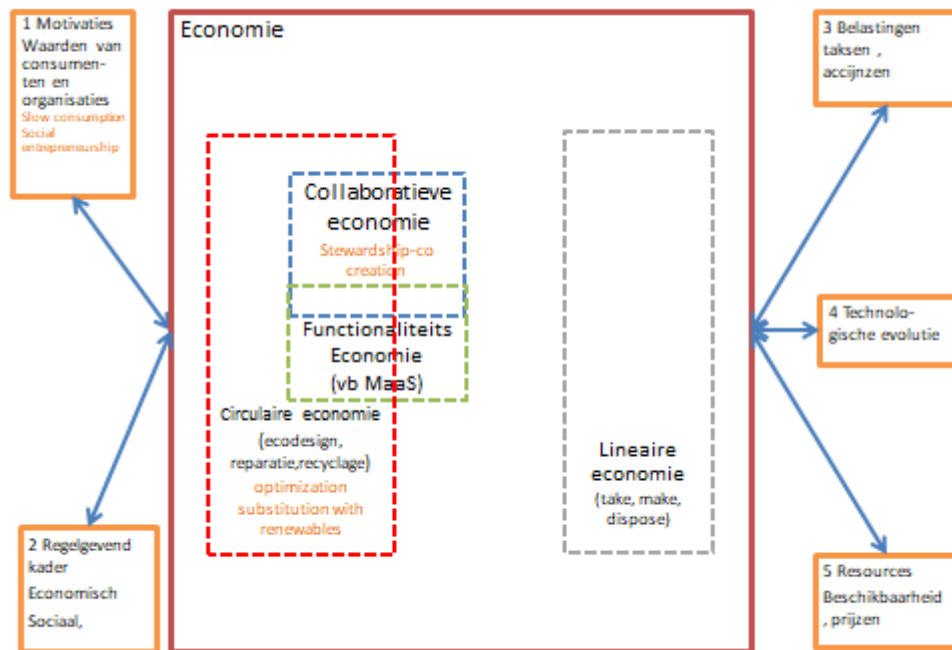 1 Motivaties
Waarden van
consumen-
ten en
organisaties
Slow consumption
Social
entrepreneurship
2 Regelgevend
kader
Economisch
Sociaal,
Economie
Collaboratieve
economie
Stewardship-co
creation
Functionaliteits
Economie
(vb MaaS)
Circulaire economie
(ecodesign,
reparatie,recyclage)
optimization
substitution with
renewables
Lineaire
economie
(take, make,
dispose)
3 Belastingen
taksen ,
accijnzen
4 Technolo-
gische evolutie
5 Resources
Beschikbaarheid
, prijzen